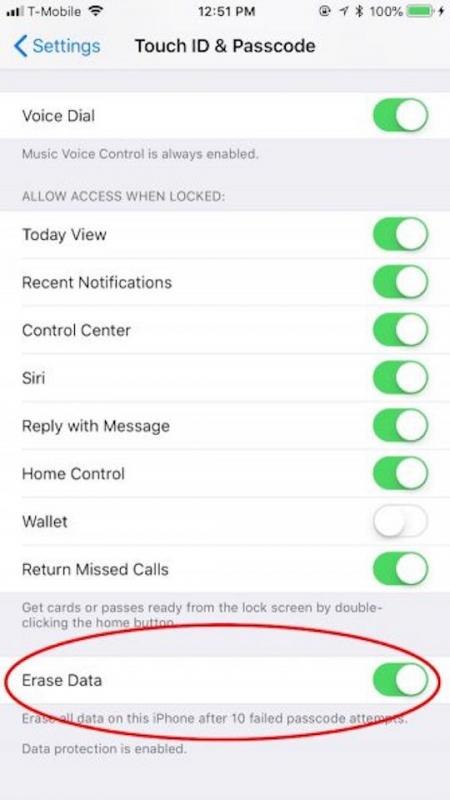 T-Mobile 12:51 PM 100%
Settings Touch ID & Passcode
Voice Dial
Music Voice Control is always enabled.
ALLOW ACCESS WHEN LOCKED:
Today View
Recent Notifications
Control Center
Siri
Reply with Message
Home Control
Wallet
Return Missed Calls
Get cards or passes ready from the lock screen by double-
clicking the home button.
Erase Data
Erase all data on this iPhone after 10 failed passcode attempts.
Data protection is enabled.